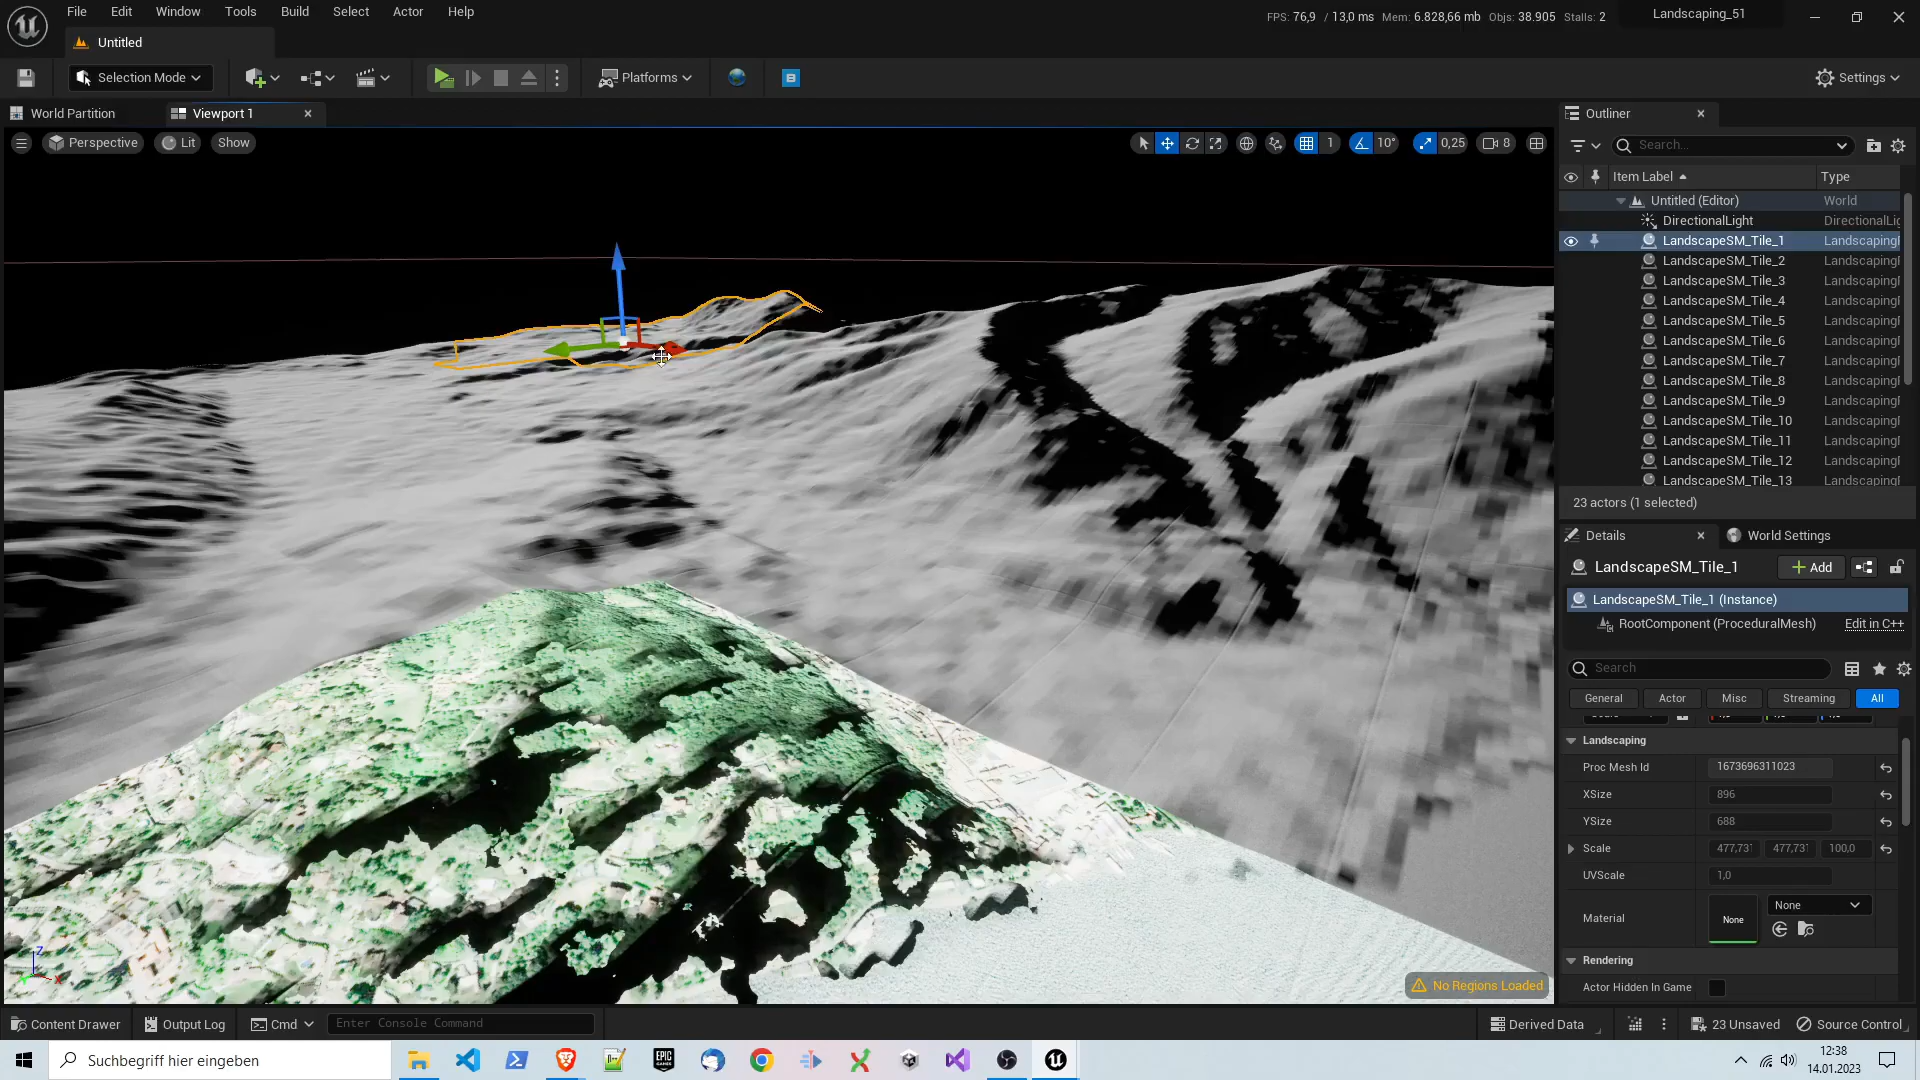 File Edit Window Tools Build Select Actor Help
FPS: 76,9 / 13,0 ms Mem: 6.828,66 mb Objs: 38.905 Stalls: 2
Landscaping_51
Untitled
Selection Mode
Platforms
Settings
World Partition
Viewport 1
Perspective
Lit
Show
1
10°
0,25
8
No Regions Loaded
Z
X
Outliner
Search...
Item Label
Type
Untitled (Editor) World
DirectionalLight DirectionalLig
LandscapeSM_Tile_1
LandscapeSM_Tile_2
LandscapeSM_Tile_3
LandscapeSM_Tile_4
LandscapeSM_Tile_5
LandscapeSM_Tile_6
LandscapeSM_Tile_7
LandscapeSM_Tile_8
LandscapeSM_Tile_9
LandscapeSM_Tile_10
LandscapeSM_Tile_11
LandscapeSM_Tile_12
LandscapeSM_Tile_13
23 actors (1 selected)
Details
World Settings
LandscapeSM_Tile_1
Add
LandscapeSM_Tile_1 (Instance)
RootComponent (ProceduralMesh) Edit in C++
Search
General Actor Misc Streaming All
Landscaping
Proc Mesh Id 1673696311023
XSize 896
YSize 688
Scale 477,731 477,731 100,0
UVScale 1,0
Material None None
Rendering
Actor Hidden In Game
Content Drawer
Output Log
Cmd
Enter Console Command
Derived Data
23 Unsaved
Source Control
Suchbegriff hier eingeben
EPIC GAMES
12:38
14.01.2023